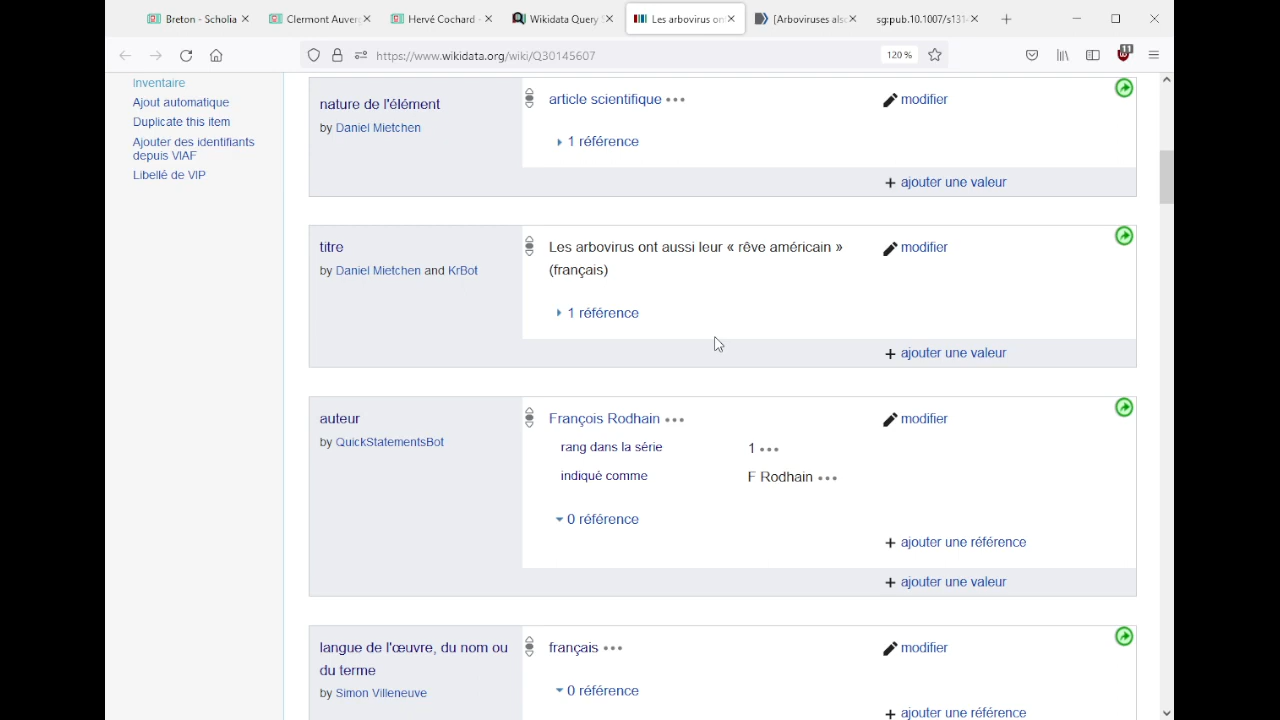 Breton - Scholia
Clermont Auver
Hervé Cochard
Wikidata Query
Les arbovirus on
[Arboviruses als
sg:pub.10.1007/s131
https://www.wikidata.org/wiki/Q30145607
120 %
11
Inventaire
Ajout automatique
Duplicate this item
Ajouter des identifiants
depuis VIAF
Libellé de VIP
nature de l'élément
by Daniel Mietchen
article scientifique
modifier
1 référence
+ ajouter une valeur
titre
by Daniel Mietchen and KrBot
Les arbovirus ont aussi leur « rêve américain »
(français)
modifier
1 référence
+ ajouter une valeur
auteur
by QuickStatementsBot
François Rodhain
modifier
rang dans la série 1
indiqué comme F Rodhain
0 référence
+ ajouter une référence
+ ajouter une valeur
langue de l'œuvre, du nom ou
du terme
by Simon Villeneuve
français
modifier
0 référence
+ ajouter une référence